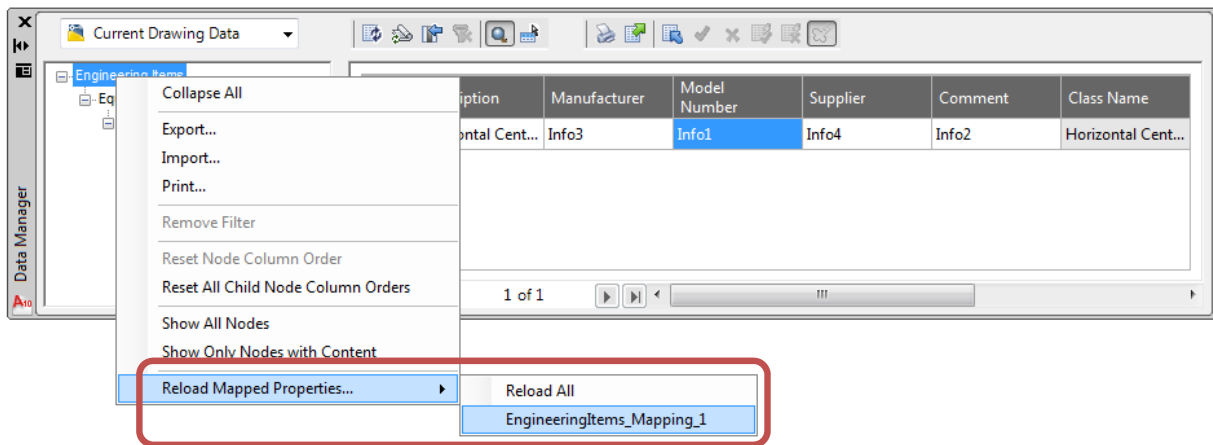 Current Drawing Data
Engineering Items
Eq
Collapse All
Export...
Import...
Print...
Remove Filter
Reset Node Column Order
Reset All Child Node Column Orders
Show All Nodes
Show Only Nodes with Content
Reload Mapped Properties...
Reload All
EngineeringItems_Mapping_1
iption Manufacturer Model Number Supplier Comment Class Name
ontal Cent... Info3 Info1 Info4 Info2 Horizontal Cent...
1 of 1
Data Manager
A10